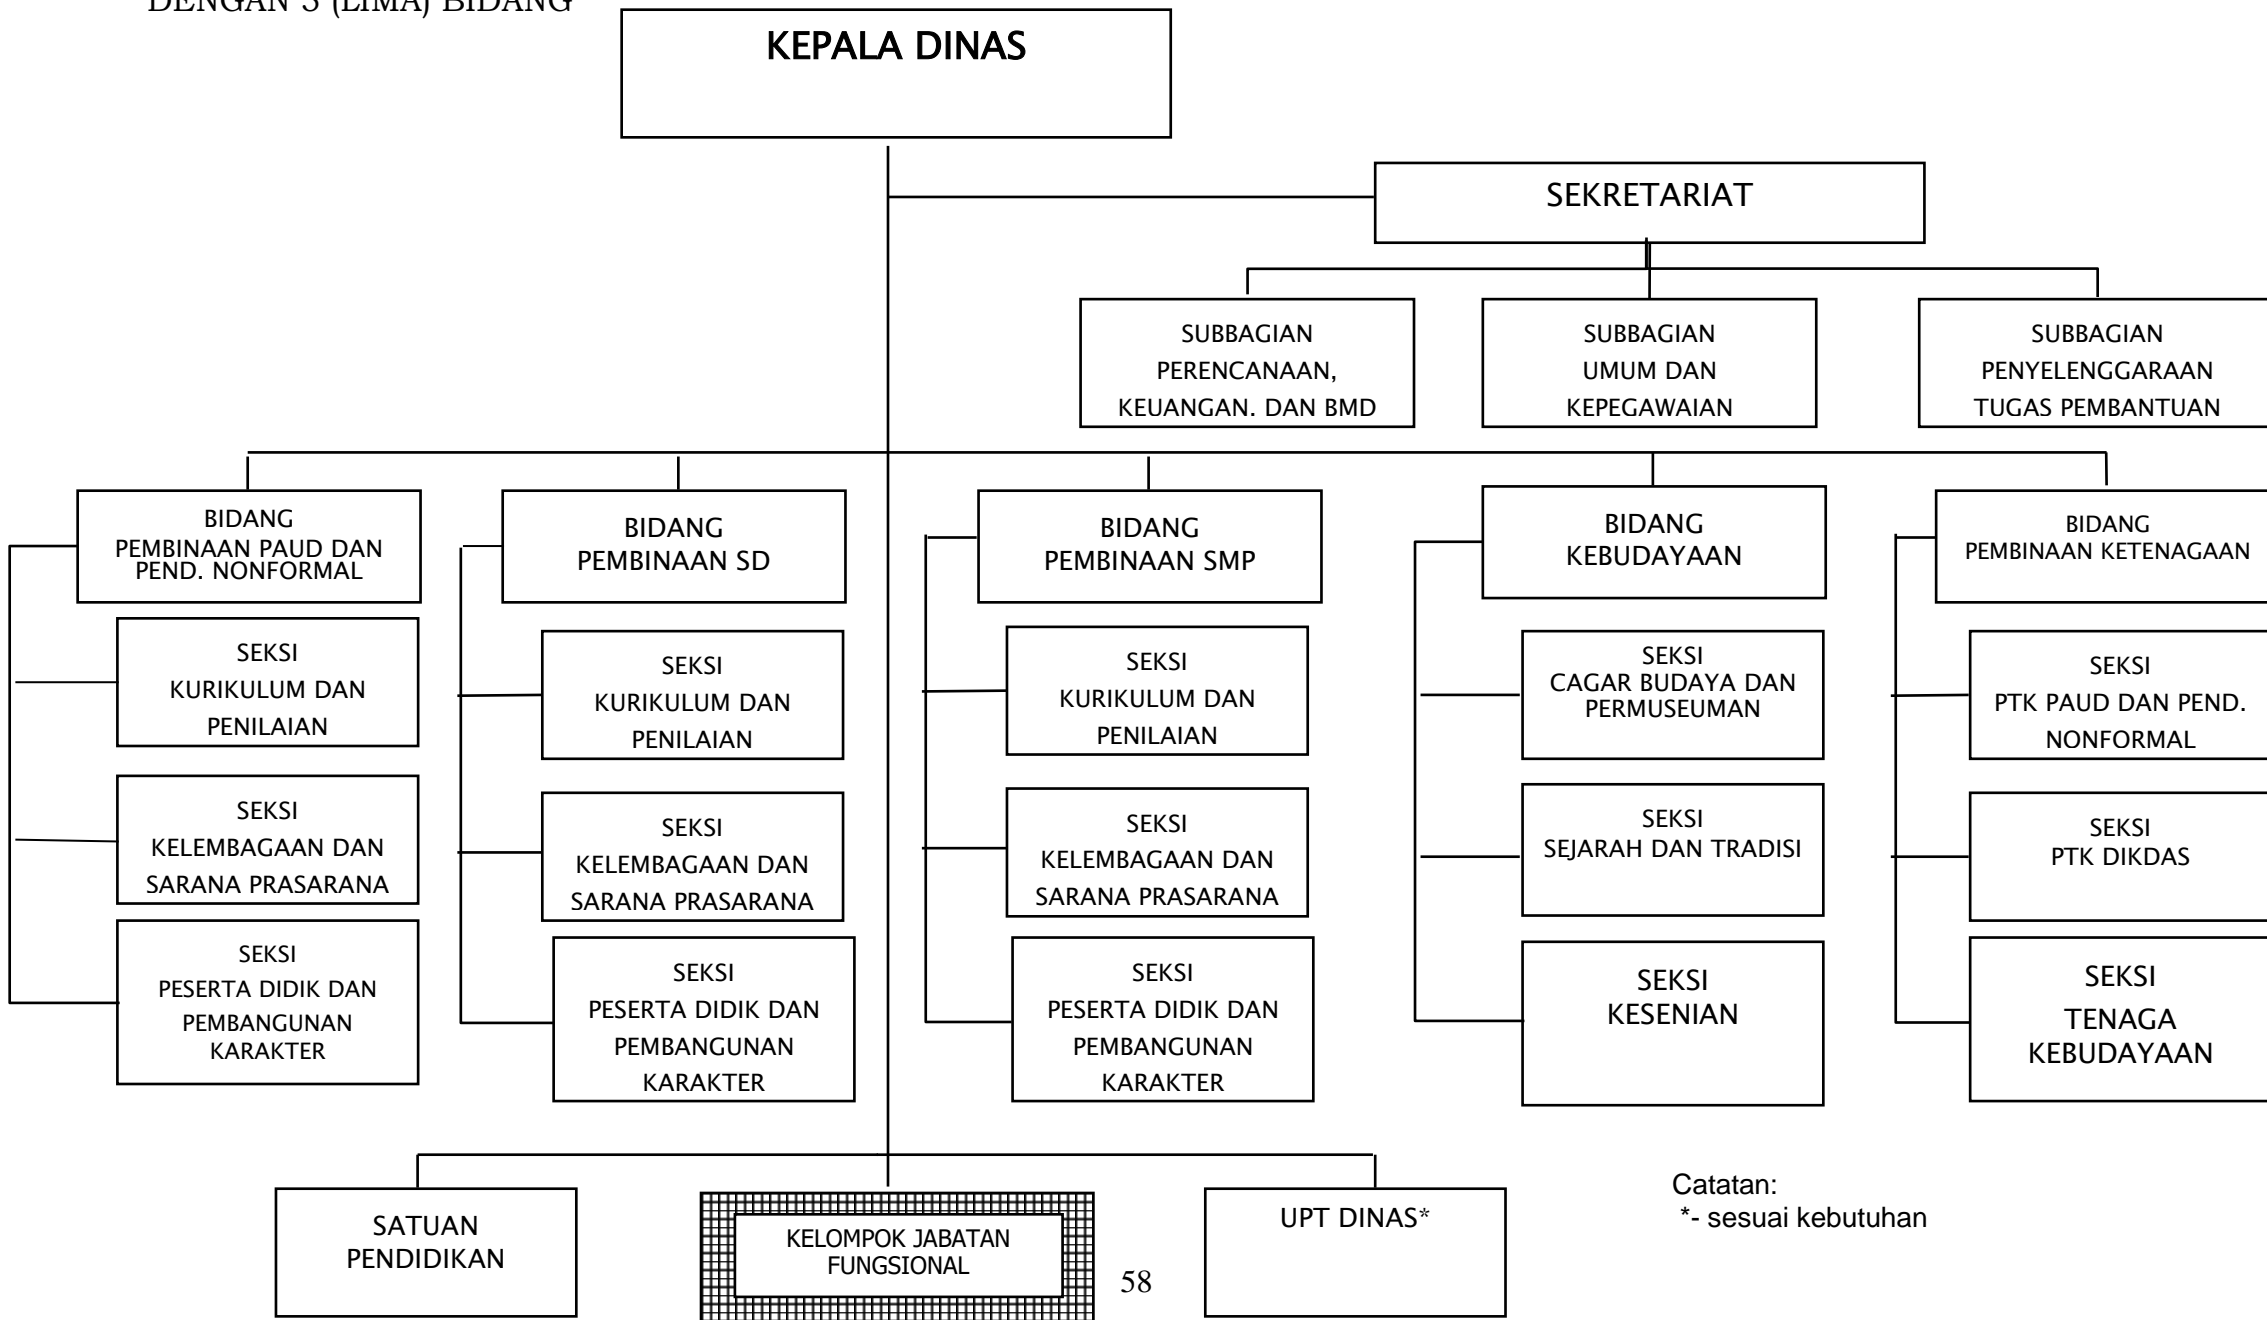 DENGAN 5 (LIMA) BIDANG
KEPALA DINAS
SEKRETARIAT
SUBBAGIAN
PERENCANAAN,
KEUANGAN. DAN BMD
SUBBAGIAN
UMUM DAN
KEPEGAWAIAN
SUBBAGIAN
PENYELENGGARAAN
TUGAS PEMBANTUAN
BIDANG
PEMBINAAN PAUD DAN
PEND. NONFORMAL
BIDANG
PEMBINAAN SD
BIDANG
PEMBINAAN SMP
BIDANG
KEBUDAYAAN
BIDANG
PEMBINAAN KETENAGAAN
SEKSI
KURIKULUM DAN
PENILAIAN
SEKSI
KURIKULUM DAN
PENILAIAN
SEKSI
KURIKULUM DAN
PENILAIAN
SEKSI
CAGAR BUDAYA DAN
PERMUSEUMAN
SEKSI
PTK PAUD DAN PEND.
NONFORMAL
SEKSI
KELEMBAGAAN DAN
SARANA PRASARANA
SEKSI
KELEMBAGAAN DAN
SARANA PRASARANA
SEKSI
KELEMBAGAAN DAN
SARANA PRASARANA
SEKSI
SEJARAH DAN TRADISI
SEKSI
PTK DIKDAS
SEKSI
PESERTA DIDIK DAN
PEMBANGUNAN
KARAKTER
SEKSI
PESERTA DIDIK DAN
PEMBANGUNAN
KARAKTER
SEKSI
PESERTA DIDIK DAN
PEMBANGUNAN
KARAKTER
SEKSI
KESENIAN
SEKSI
TENAGA
KEBUDAYAAN
SATUAN
PENDIDIKAN
KELOMPOK JABATAN
FUNGSIONAL
UPT DINAS*
Catatan:
*- sesuai kebutuhan
58